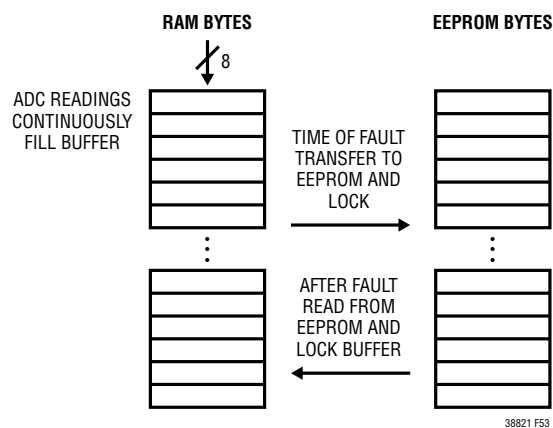 RAM BYTES
EEPROM BYTES
8
ADC READINGS
CONTINUOUSLY
FILL BUFFER
TIME OF FAULT
TRANSFER TO
EEPROM AND
LOCK
AFTER FAULT
READ FROM
EEPROM AND
LOCK BUFFER
38821 F53